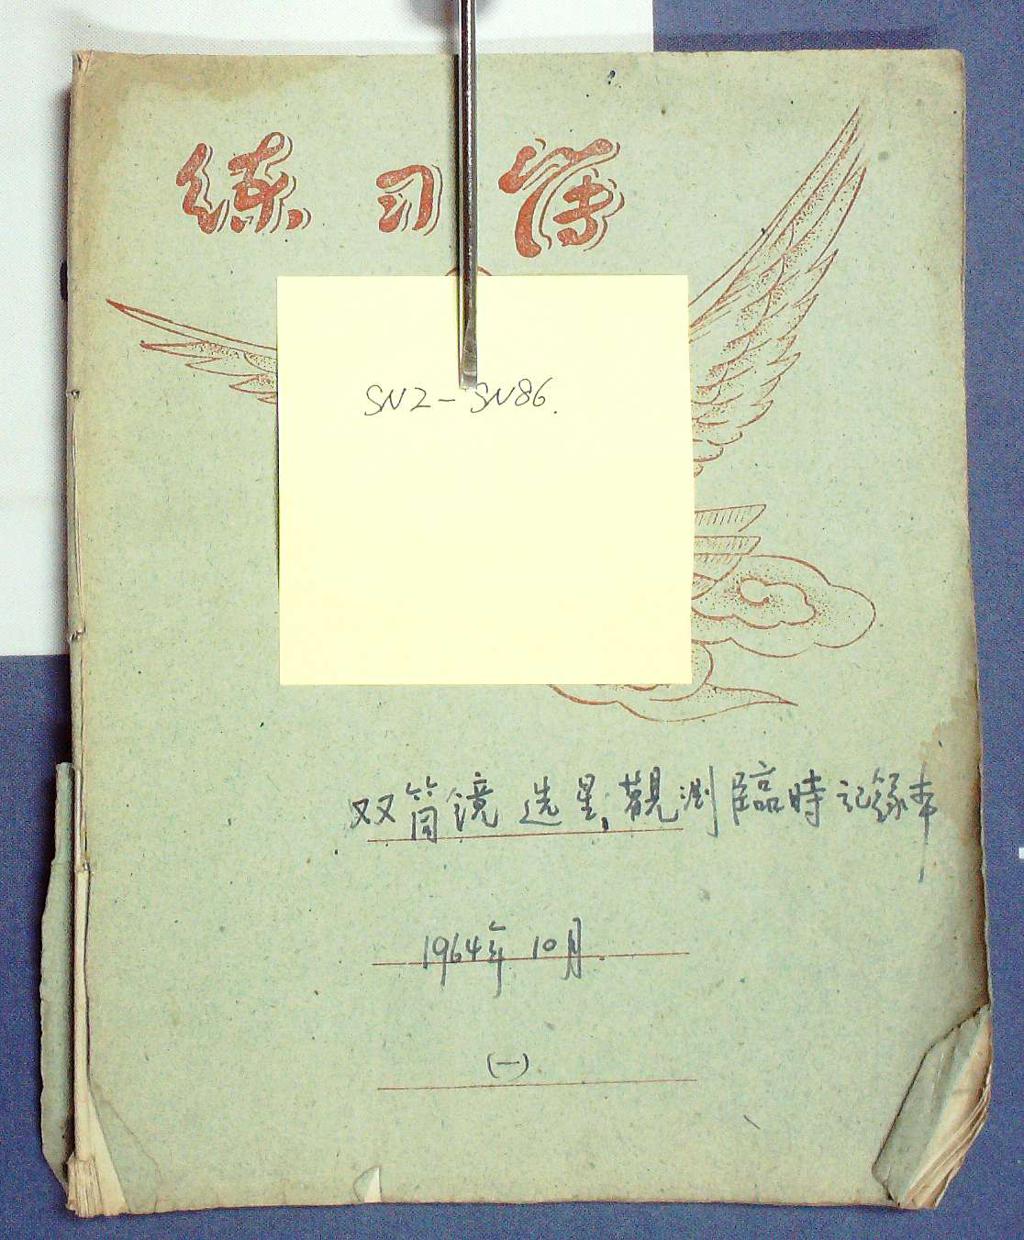 练习簿
SN2-SN86.
双筒镜 选星,觀测臨時记録本
1964年10月.
(一)